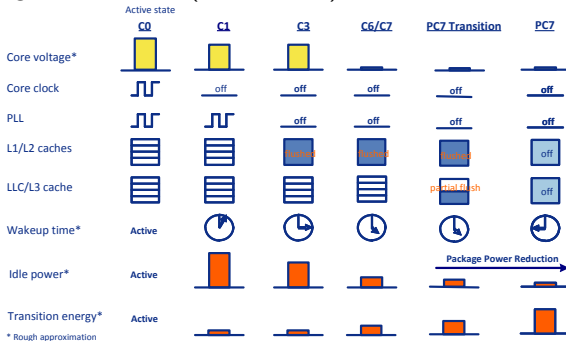 Active state
C0 C1 C3 C6/C7 PC7 Transition PC7
Core voltage*
Core clock off off off off off
PLL off off off off
L1/L2 caches flushed flushed flushed off
LLC/L3 cache partial flush off
Wakeup time* Active
Package Power Reduction
Idle power* Active
Transition energy* Active
* Rough approximation